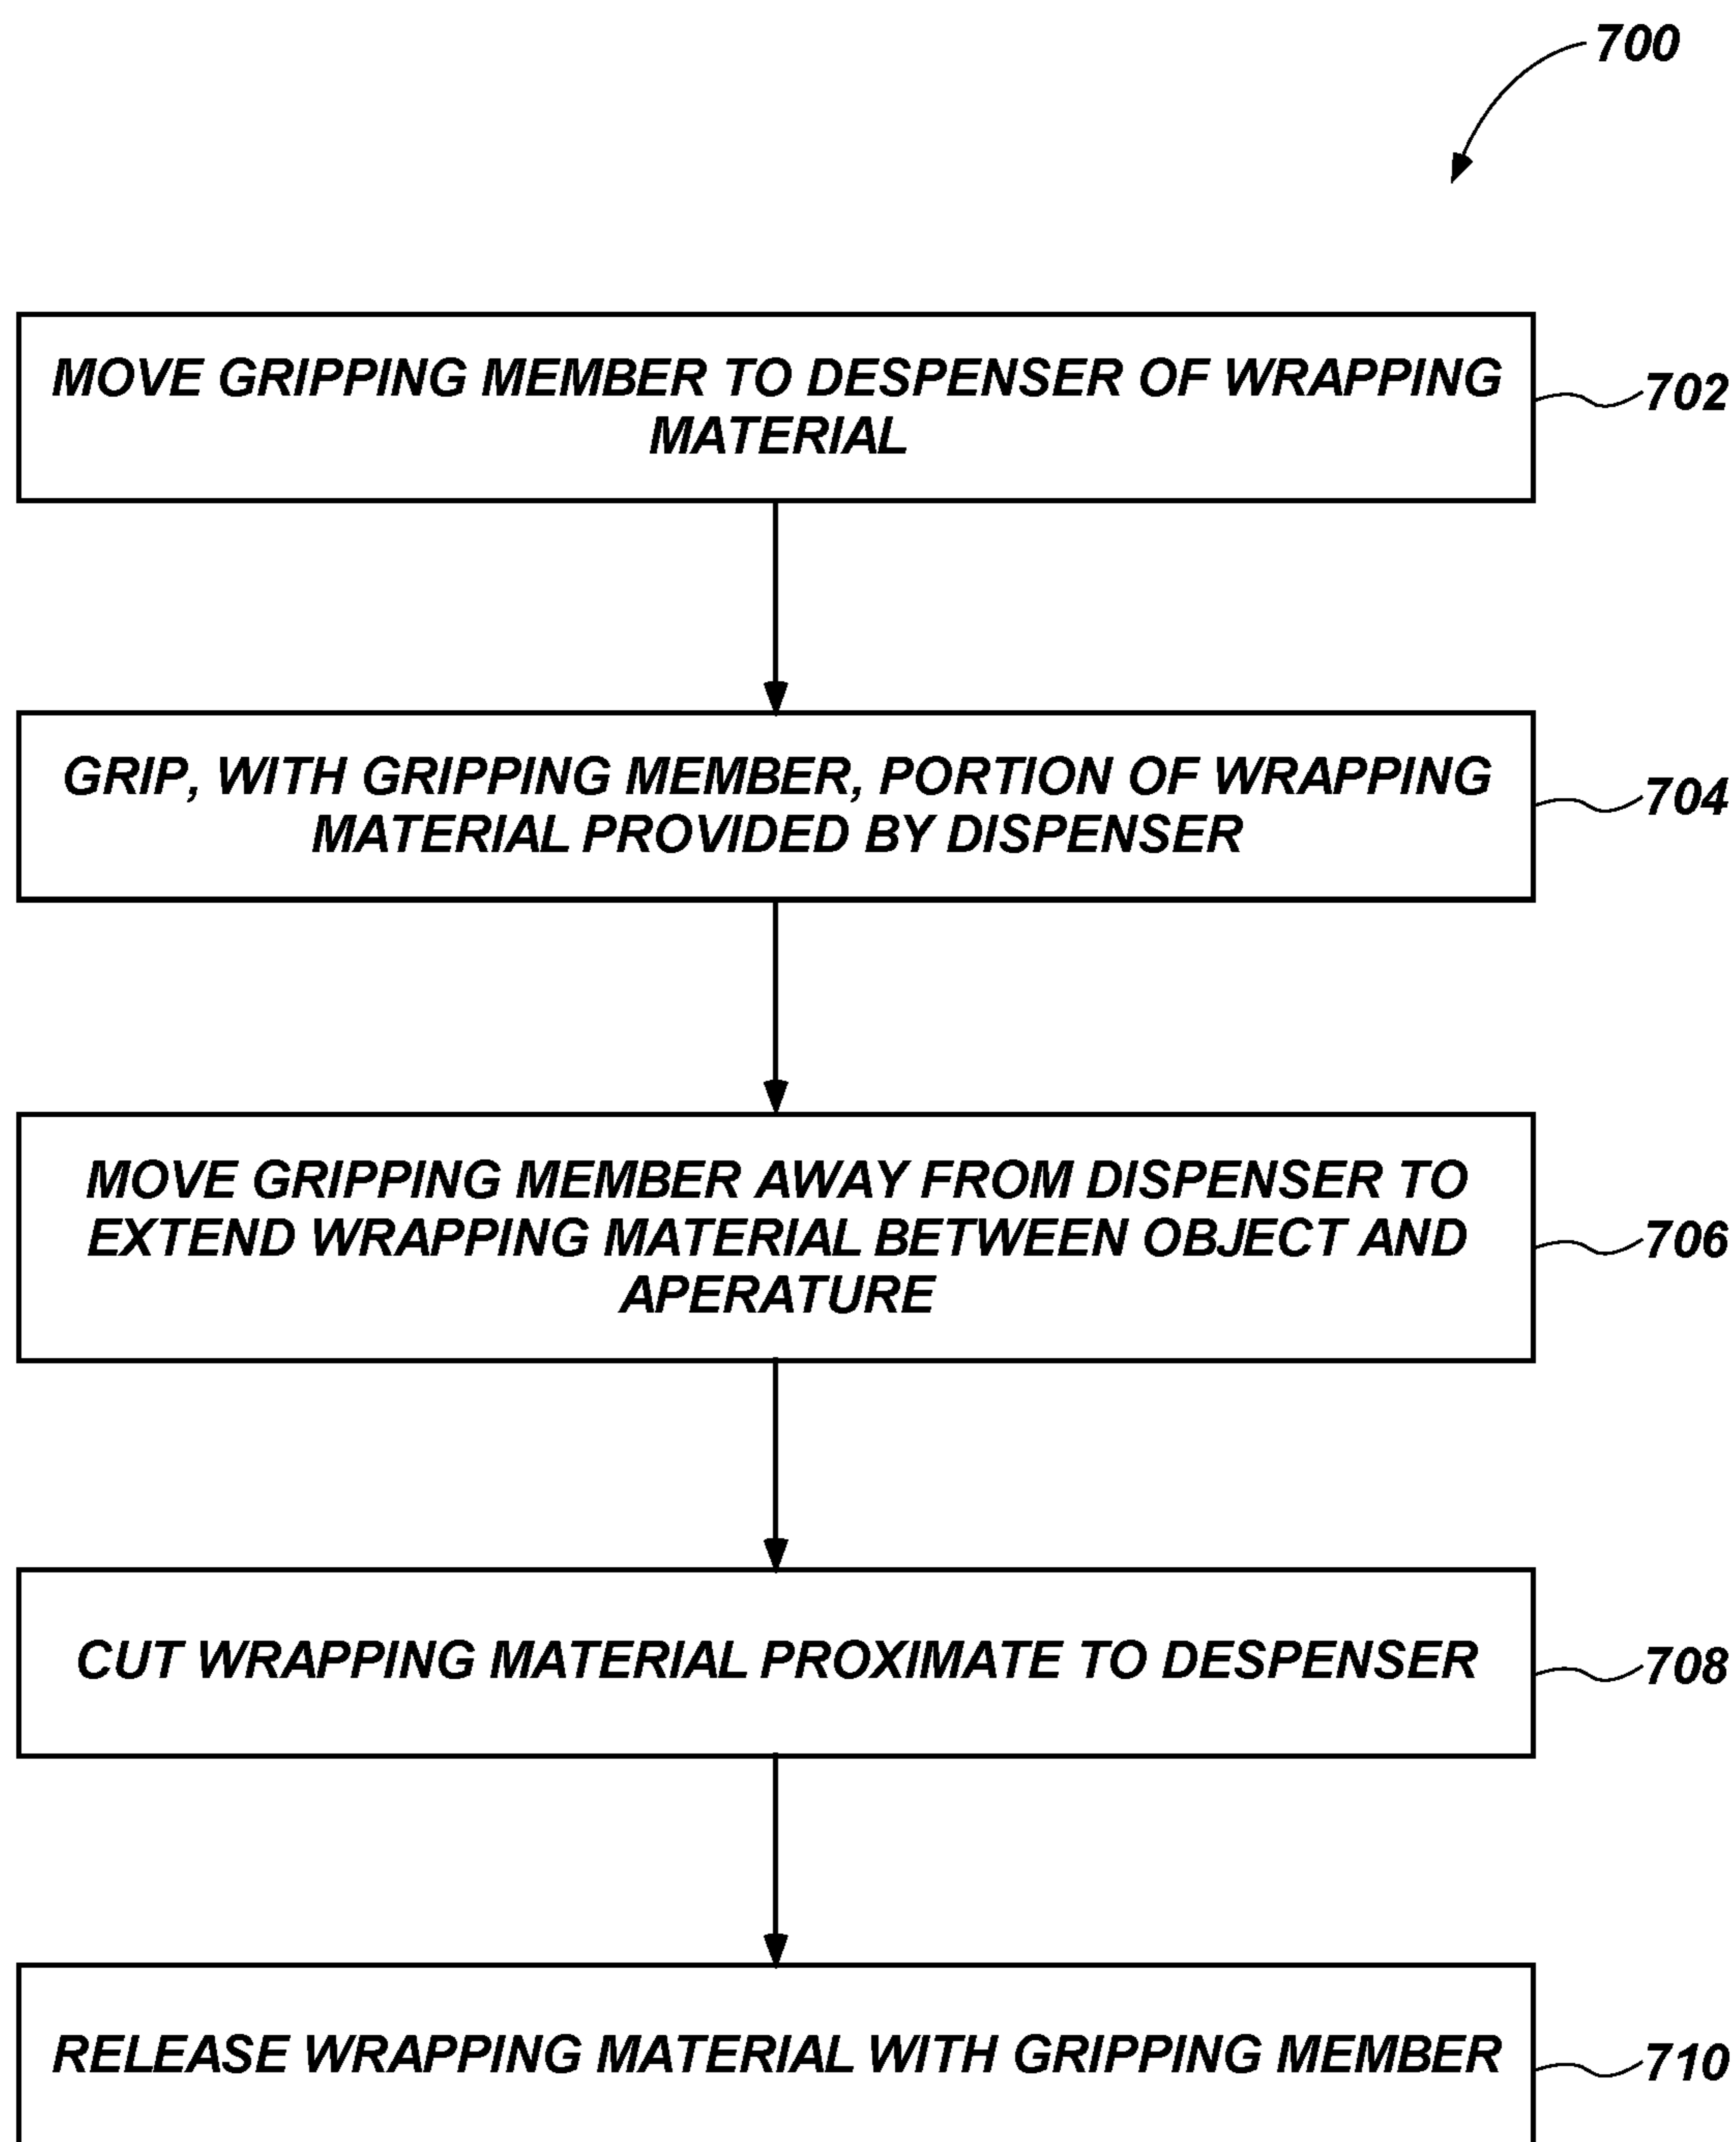 700
MOVE GRIPPING MEMBER TO DESPENSER OF WRAPPING
MATERIAL
702
GRIP, WITH GRIPPING MEMBER, PORTION OF WRAPPING
MATERIAL PROVIDED BY DISPENSER
704
MOVE GRIPPING MEMBER AWAY FROM DISPENSER TO
EXTEND WRAPPING MATERIAL BETWEEN OBJECT AND
APERATURE
706
CUT WRAPPING MATERIAL PROXIMATE TO DESPENSER
708
RELEASE WRAPPING MATERIAL WITH GRIPPING MEMBER
710